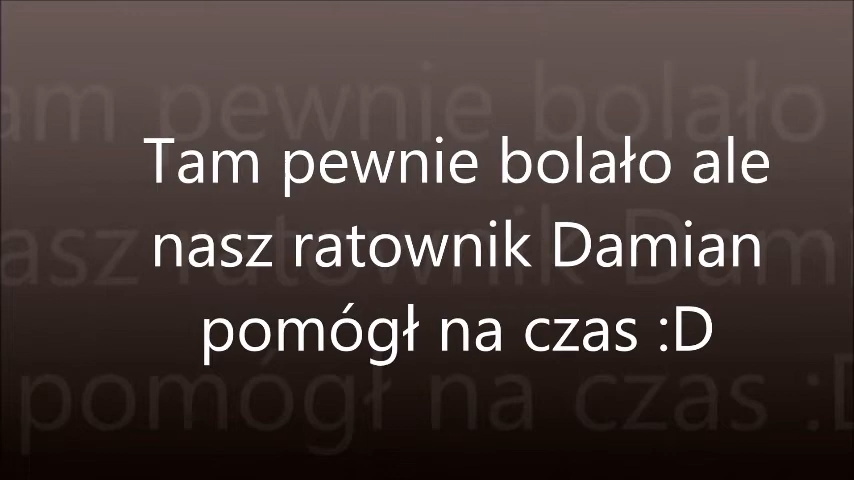 Tam pewnie bolało ale
nasz ratownik Damian
pomógł na czas :D